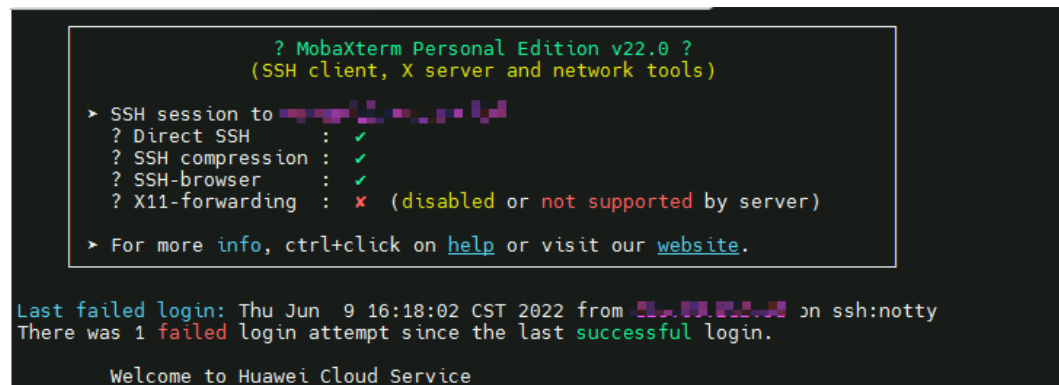 ? MobaXterm Personal Edition v22.0 ?
(SSH client, X server and network tools)
➤ SSH session to
? Direct SSH : ✔
? SSH compression : ✔
? SSH-browser : ✔
? X11-forwarding : ✘ (disabled or not supported by server)
➤ For more info, ctrl+click on help or visit our website.
Last failed login: Thu Jun 9 16:18:02 CST 2022 from on ssh:notty
There was 1 failed login attempt since the last successful login.
Welcome to Huawei Cloud Service